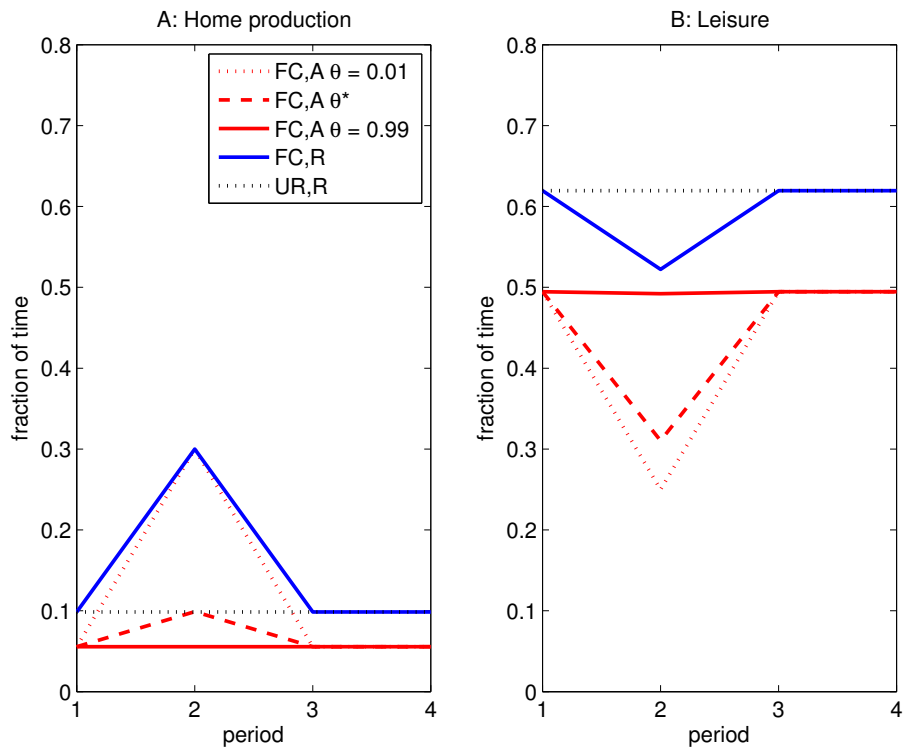 A: Home production
0.8
0.7
0.6
0.5
0.4
0.3
0.2
0.1
0
fraction of time
1 2 3 4
period
FC,A θ = 0.01
FC,A θ*
FC,A θ = 0.99
FC,R
UR,R
B: Leisure
0.8
0.7
0.6
0.5
0.4
0.3
0.2
0.1
0
fraction of time
1 2 3 4
period